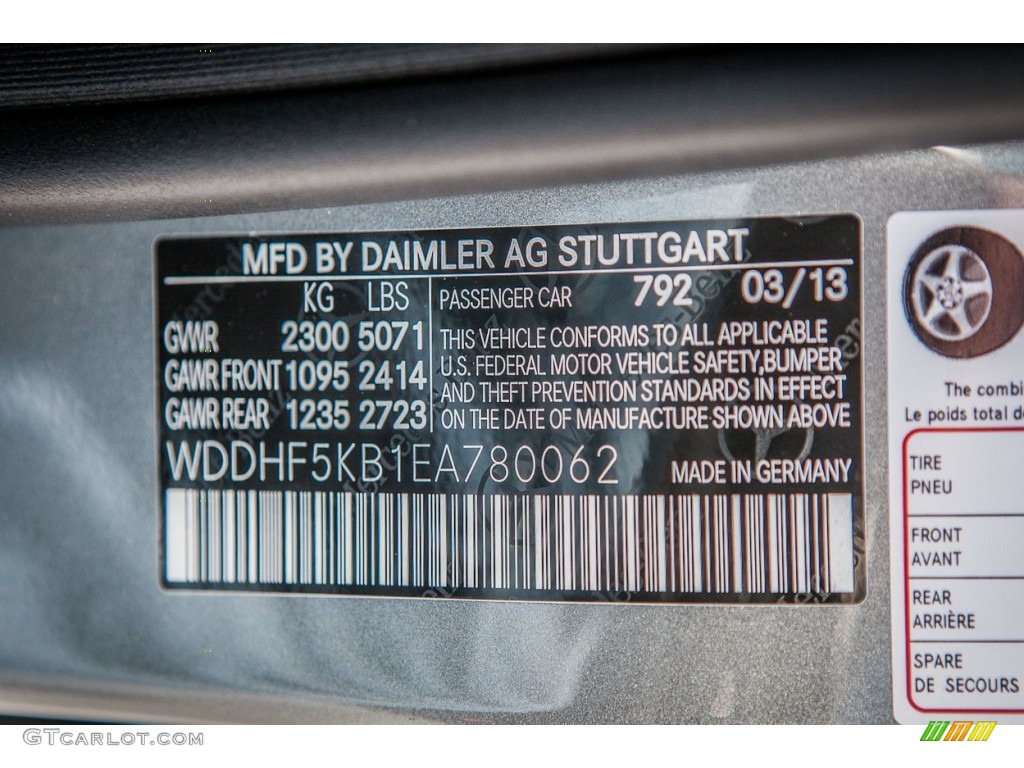 MFD BY DAIMLER AG STUTTGART
KG LBS
GVWR 2300 5071
GAWR FRONT 1095 2414
GAWR REAR 1235 2723
PASSENGER CAR 792 03/13
THIS VEHICLE CONFORMS TO ALL APPLICABLE
U.S. FEDERAL MOTOR VEHICLE SAFETY,BUMPER
AND THEFT PREVENTION STANDARDS IN EFFECT
ON THE DATE OF MANUFACTURE SHOWN ABOVE
WDDHF5KB1EA780062 MADE IN GERMANY
The combi
Le poids total d
TIRE
PNEU
FRONT
AVANT
REAR
ARRIÈRE
SPARE
DE SECOURS
GTCARLOT.COM